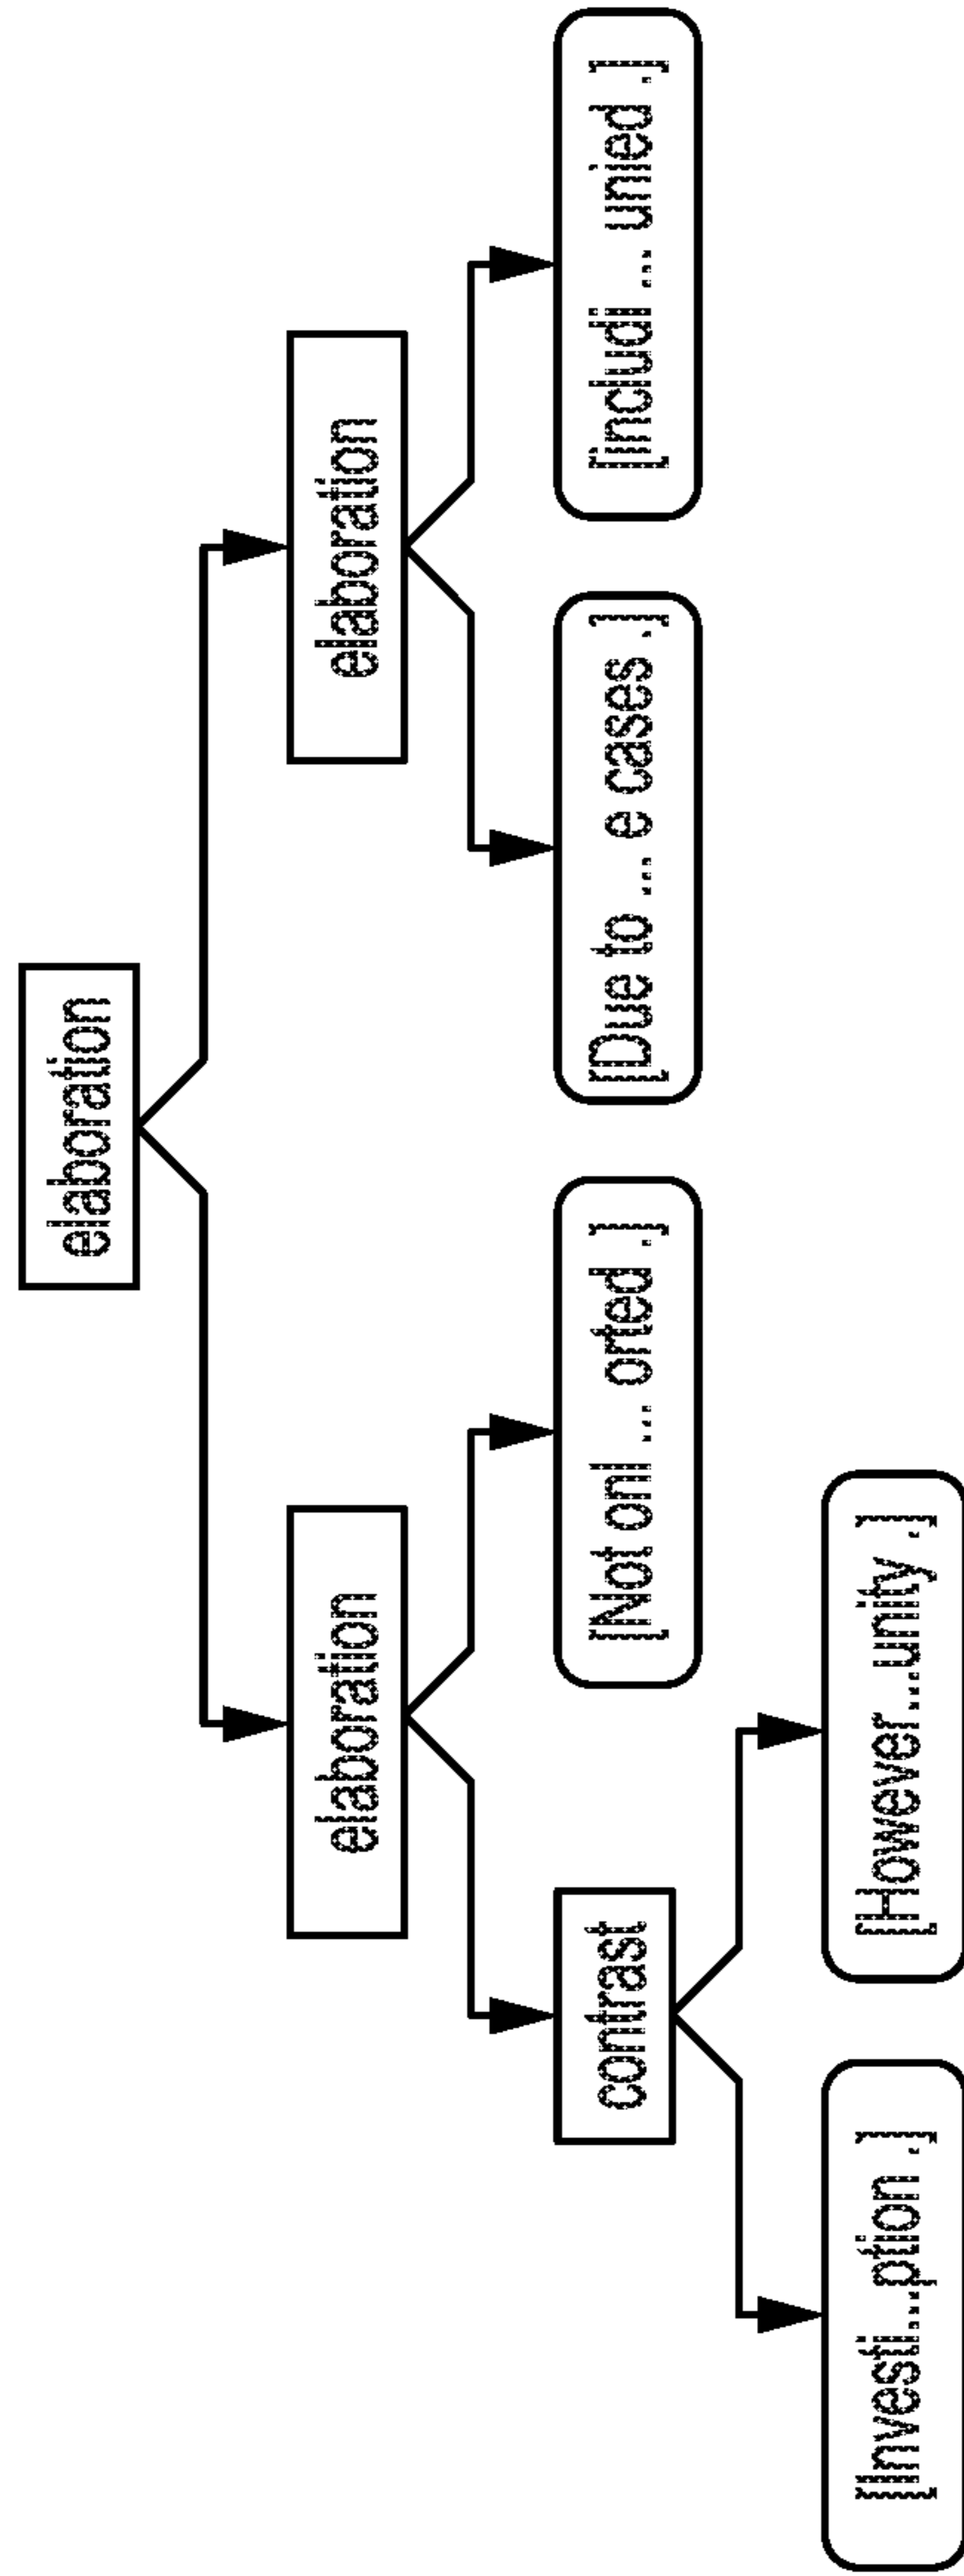 elaboration
elaboration
elaboration
contrast
[Not onl ... orted .]
[Due to ... e cases ,]
[includi ... unied .]
[Investi...ption .]
[However...unity .]